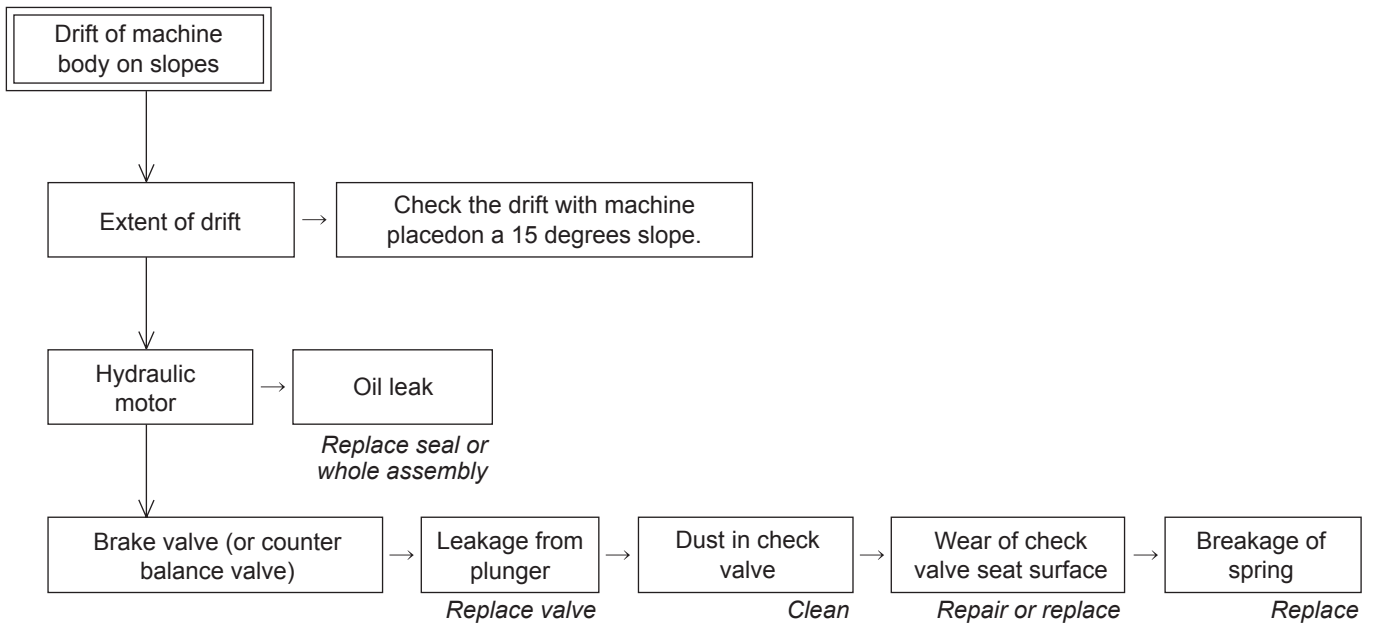 Drift of machine
body on slopes
Extent of drift
Check the drift with machine
placedon a 15 degrees slope.
Hydraulic
motor
Oil leak
Replace seal or
whole assembly
Brake valve (or counter
balance valve)
Leakage from
plunger
Replace valve
Dust in check
valve
Clean
Wear of check
valve seat surface
Repair or replace
Breakage of
spring
Replace